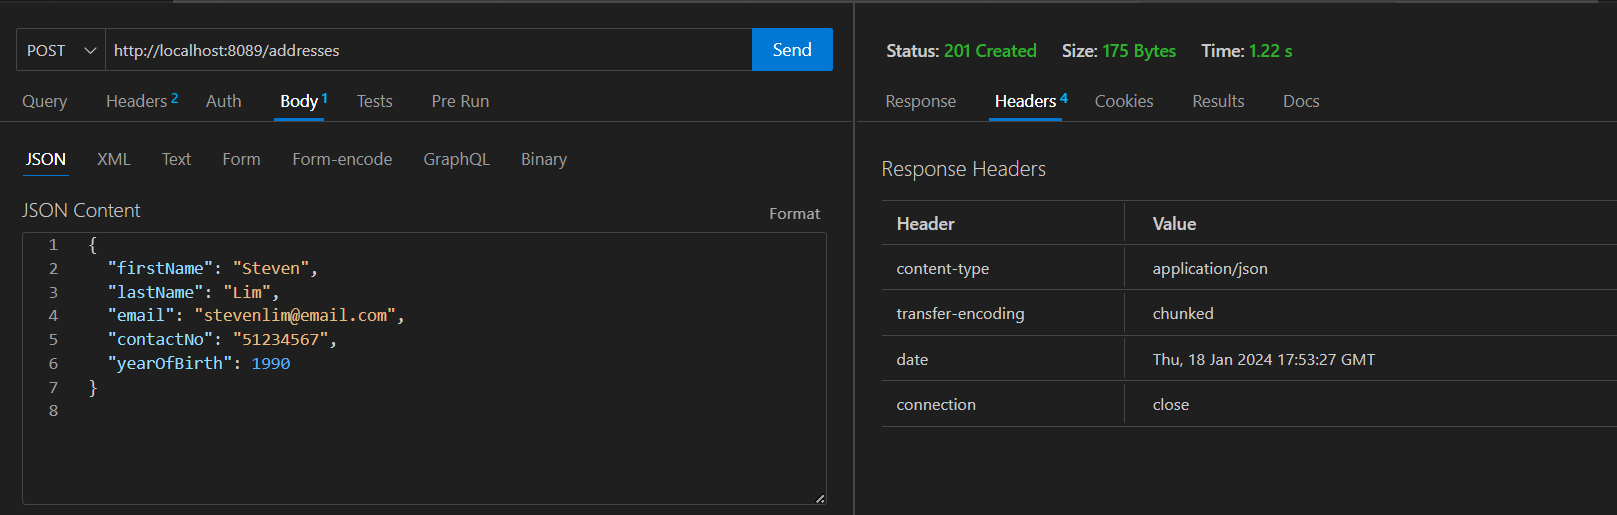 POST http://localhost:8089/addresses Send
Query Headers 2 Auth Body 1 Tests Pre Run
JSON XML Text Form Form-encode GraphQL Binary
JSON Content Format
1 {
2 "firstName": "Steven",
3 "lastName": "Lim",
4 "email": "stevenlim@email.com",
5 "contactNo": "51234567",
6 "yearOfBirth": 1990
7 }
8
Status: 201 Created Size: 175 Bytes Time: 1.22 s
Response Headers 4 Cookies Results Docs
Response Headers
Header Value
content-type application/json
transfer-encoding chunked
date Thu, 18 Jan 2024 17:53:27 GMT
connection close